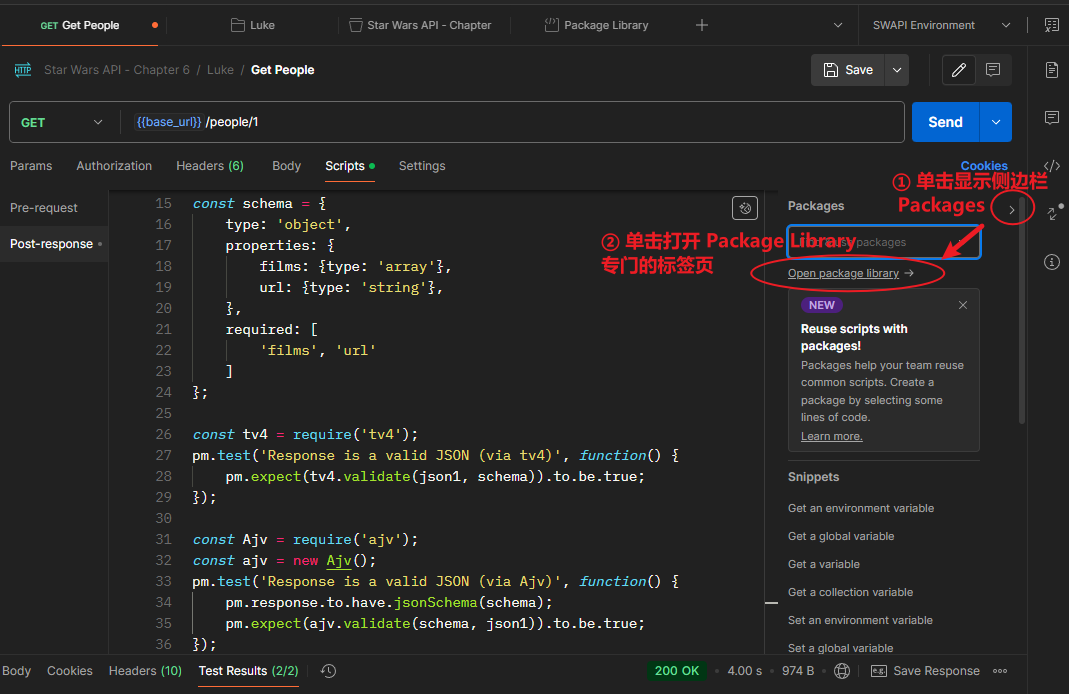 GET Get People
Luke
Star Wars API - Chapter
Package Library
SWAPI Environment
HTTP Star Wars API - Chapter 6 / Luke / Get People
Save
GET
{{base_url}} /people/1
Send
Params Authorization Headers (6) Body Scripts Settings
Cookies
① 单击显示侧边栏
Packages
Pre-request
Post-response
15 const schema = {
16 type: 'object',
17 properties: {
18 films: {type: 'array'},
19 url: {type: 'string'},
20 },
21 required: [
22 'films', 'url'
23 ]
24 };
25
26 const tv4 = require('tv4');
27 pm.test('Response is a valid JSON (via tv4)', function() {
28 pm.expect(tv4.validate(json1, schema)).to.be.true;
29 });
30
31 const Ajv = require('ajv');
32 const ajv = new Ajv();
33 pm.test('Response is a valid JSON (via Ajv)', function() {
34 pm.response.to.have.jsonSchema(schema);
35 pm.expect(ajv.validate(schema, json1)).to.be.true;
36 });
Packages
② 单击打开 Package Library
专门的标签页
packages
Open package library →
NEW
Reuse scripts with
packages!
Packages help your team reuse
common scripts. Create a
package by selecting some
lines of code.
Learn more.
Snippets
Get an environment variable
Get a global variable
Get a variable
Get a collection variable
Set an environment variable
Set a global variable
Body Cookies Headers (10) Test Results (2/2)
200 OK 4.00 s 974 B
e.g. Save Response